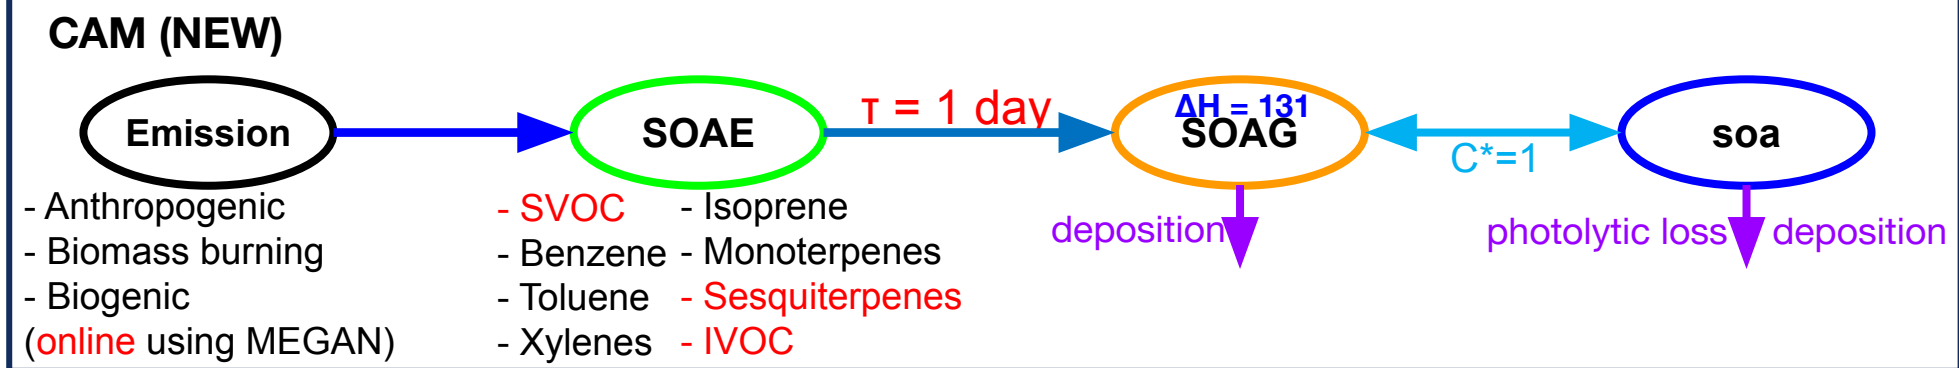 CAM (NEW)
Emission
SOAE
τ = 1 day
ΔH = 131
SOAG
C*=1
soa
- Anthropogenic
- Biomass burning
- Biogenic
(online using MEGAN)
- SVOC
- Benzene
- Toluene
- Xylenes
- Isoprene
- Monoterpenes
- Sesquiterpenes
- IVOC
deposition
photolytic loss
deposition